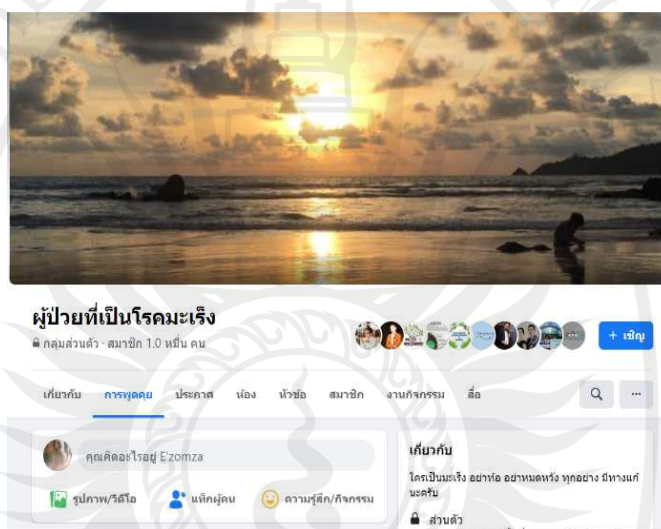 ผู้ป่วยที่เป็นโรคมะเร็ง
กลุ่มส่วนตัว · สมาชิก 1.0 หมื่น คน
+ เชิญ
เกี่ยวกับ การพูดคุย ประกาศ ห้อง หัวข้อ สมาชิก งานกิจกรรม สื่อ
คุณคิดอะไรอยู่ E'zomza
รูปภาพ/วิดีโอ แท็กผู้คน ความรู้สึก/กิจกรรม
เกี่ยวกับ
ใครเป็นมะเร็ง อย่าท้อ อย่าหมดหวัง ทุกอย่าง มีทางแก้
นะครับ
ส่วนตัว